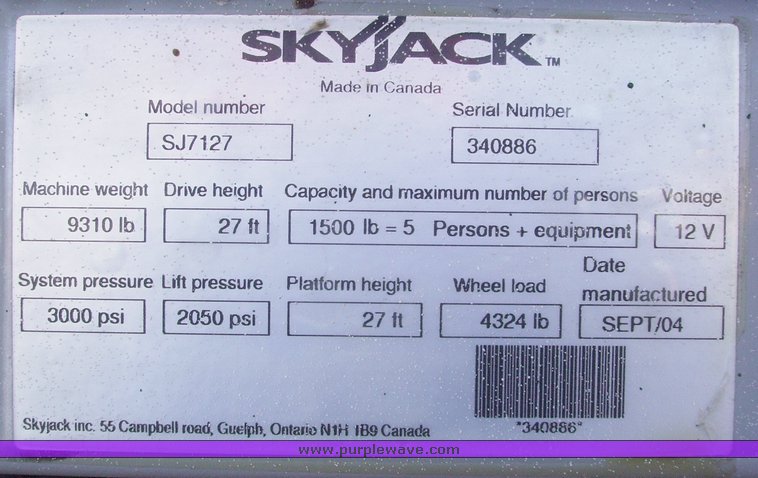 SKYJACK™
Made in Canada
Model number Serial Number
SJ7127 340886
Machine weight Drive height Capacity and maximum number of persons Voltage
9310 lb 27 ft 1500 lb = 5 Persons + equipment 12 V
System pressure Lift pressure Platform height Wheel load Date manufactured
3000 psi 2050 psi 27 ft 4324 lb SEPT/04
*340886*
Skyjack inc. 55 Campbell road, Guelph, Ontario N1H 1B9 Canada
www.purplewave.com